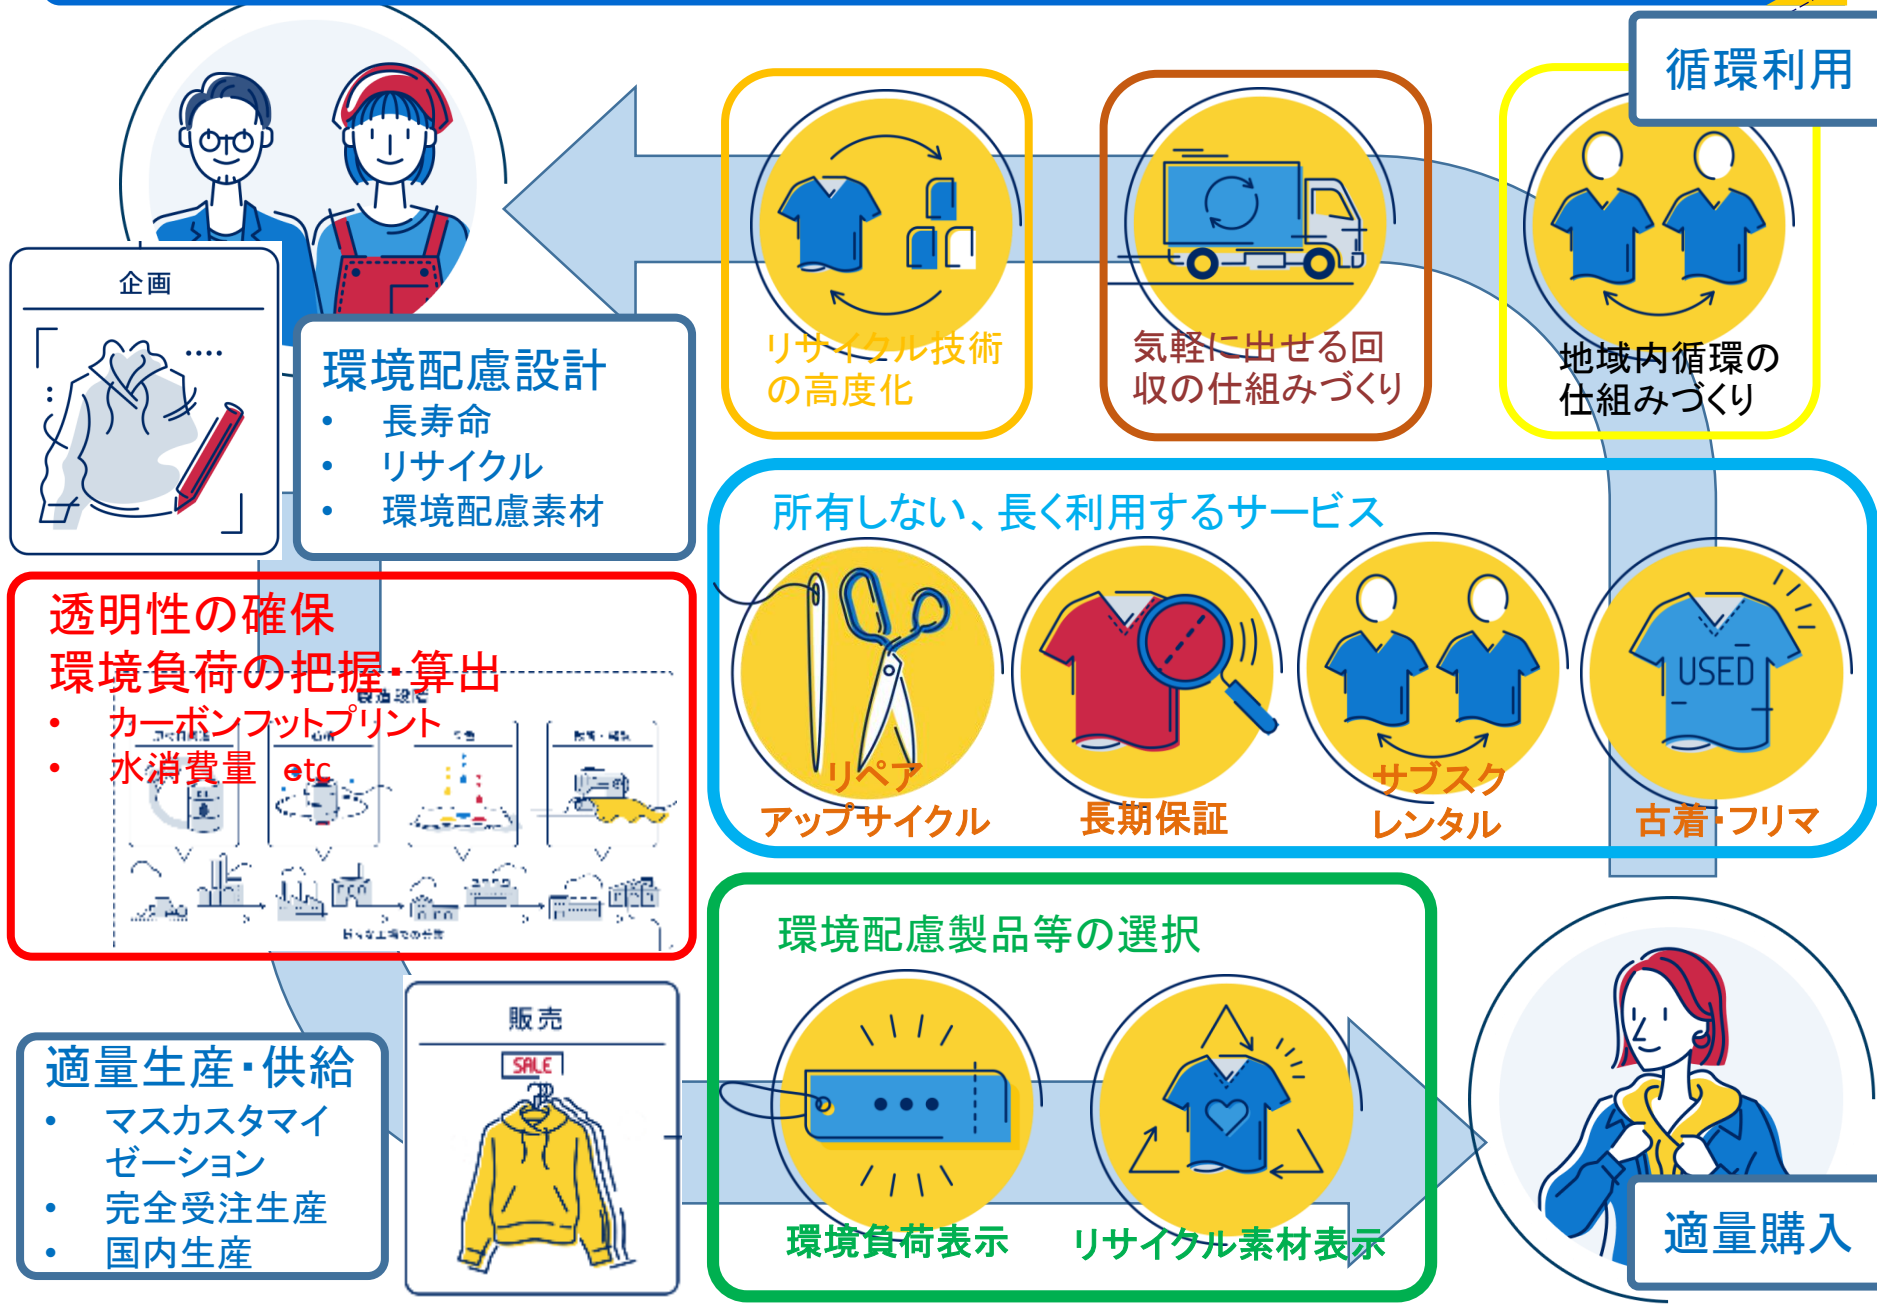 循環利用
企画
環境配慮設計
• 長寿命
• リサイクル
• 環境配慮素材
リサイクル技術
の高度化
気軽に出せる回
収の仕組みづくり
地域内循環の
仕組みづくり
所有しない、長く利用するサービス
USED
リペア
アップサイクル
長期保証
サブスク
レンタル
古着・フリマ
透明性の確保
環境負荷の把握・算出
• カーボンフットプリント
• 水消費量 etc
製造段階
適量生産・供給
• マスカスタマイ
ゼーション
• 完全受注生産
• 国内生産
販売
SALE
環境配慮製品等の選択
環境負荷表示
リサイクル素材表示
適量購入